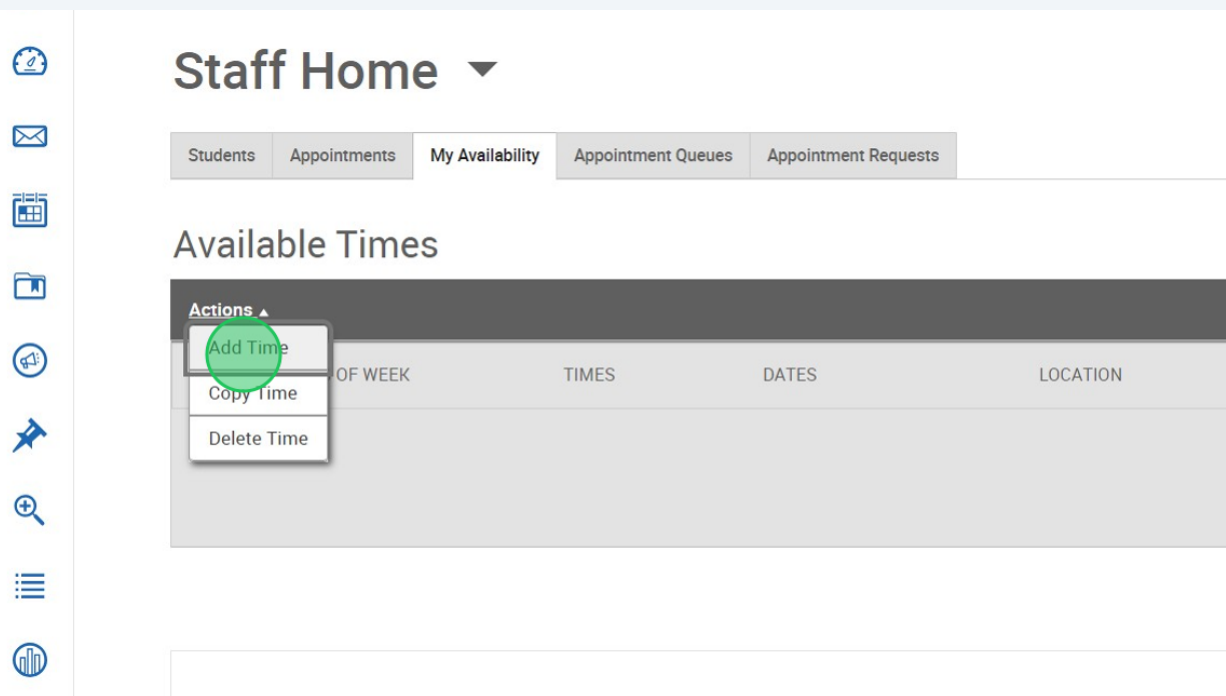 Staff Home
Students Appointments My Availability Appointment Queues Appointment Requests
Available Times
Actions
Add Time
OF WEEK TIMES DATES LOCATION
Copy Time
Delete Time